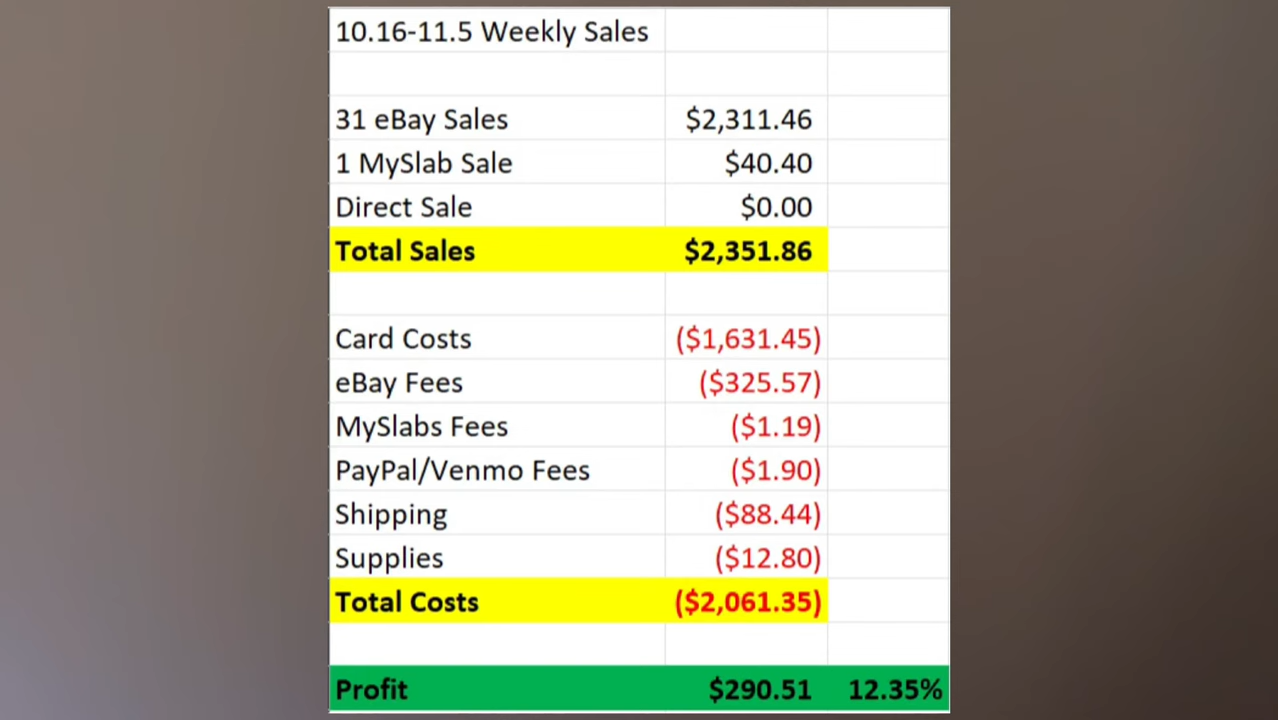 10.16-11.5 Weekly Sales
31 eBay Sales $2,311.46
1 MySlab Sale $40.40
Direct Sale $0.00
Total Sales $2,351.86
Card Costs ($1,631.45)
eBay Fees ($325.57)
MySlabs Fees ($1.19)
PayPal/Venmo Fees ($1.90)
Shipping ($88.44)
Supplies ($12.80)
Total Costs ($2,061.35)
Profit $290.51 12.35%